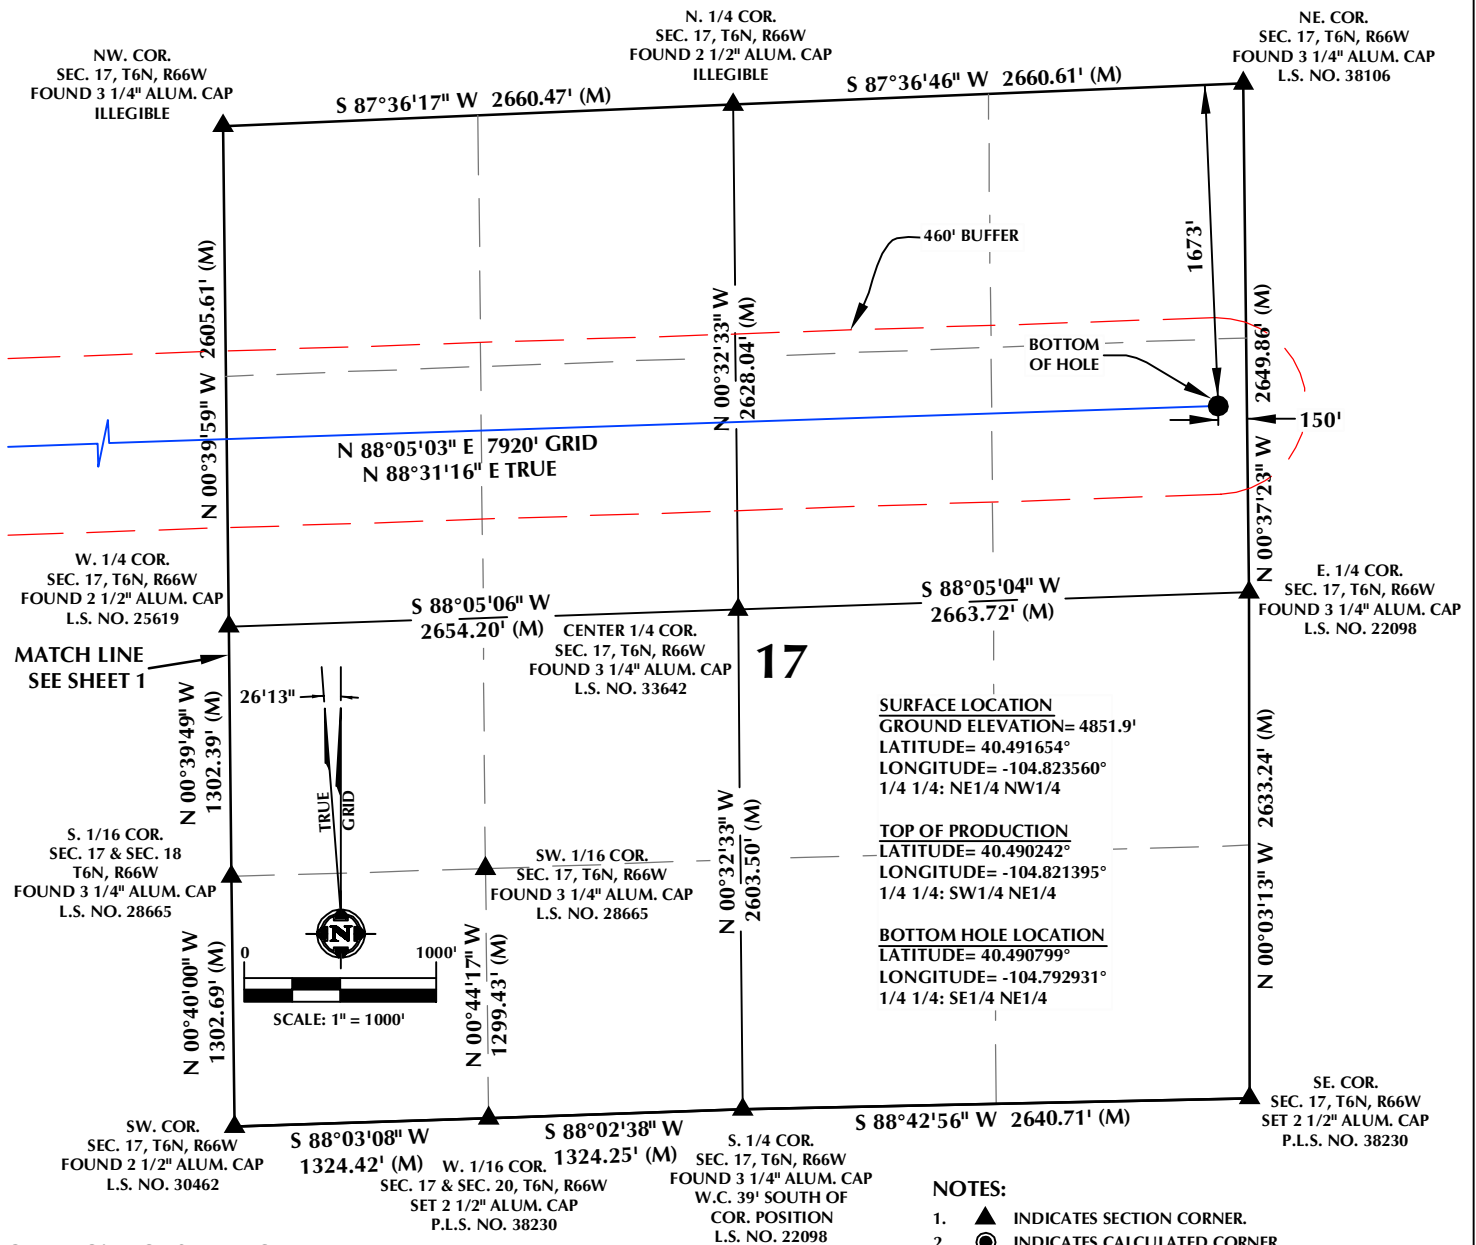 NW. COR.
SEC. 17, T6N, R66W
FOUND 3 1/4" ALUM. CAP
ILLEGIBLE
N. 1/4 COR.
SEC. 17, T6N, R66W
FOUND 2 1/2" ALUM. CAP
ILLEGIBLE
NE. COR.
SEC. 17, T6N, R66W
FOUND 3 1/4" ALUM. CAP
L.S. NO. 38106
S 87°36'17" W 2660.47' (M)
S 87°36'46" W 2660.61' (M)
N 00°39'59" W 2605.61' (M)
N 00°32'33" W
2628.04' (M)
460' BUFFER
1673'
BOTTOM
OF HOLE
150'
N 00°37'23" W 2649.86' (M)
N 88°05'03" E 7920' GRID
N 88°31'16" E TRUE
W. 1/4 COR.
SEC. 17, T6N, R66W
FOUND 2 1/2" ALUM. CAP
L.S. NO. 25619
S 88°05'06" W
2654.20' (M)
CENTER 1/4 COR.
SEC. 17, T6N, R66W
FOUND 3 1/4" ALUM. CAP
L.S. NO. 33642
S 88°05'04" W
2663.72' (M)
E. 1/4 COR.
SEC. 17, T6N, R66W
FOUND 3 1/4" ALUM. CAP
L.S. NO. 22098
MATCH LINE
SEE SHEET 1
17
26'13"
TRUE
GRID
N
N 00°39'49" W
1302.39' (M)
SURFACE LOCATION
GROUND ELEVATION= 4851.9'
LATITUDE= 40.491654°
LONGITUDE= -104.823560°
1/4 1/4: NE1/4 NW1/4
TOP OF PRODUCTION
LATITUDE= 40.490242°
LONGITUDE= -104.821395°
1/4 1/4: SW1/4 NE1/4
BOTTOM HOLE LOCATION
LATITUDE= 40.490799°
LONGITUDE= -104.792931°
1/4 1/4: SE1/4 NE1/4
N 00°03'13" W 2633.24' (M)
N 00°32'33" W
2603.50' (M)
S. 1/16 COR.
SEC. 17 & SEC. 18
T6N, R66W
FOUND 3 1/4" ALUM. CAP
L.S. NO. 28665
SW. 1/16 COR.
SEC. 17, T6N, R66W
FOUND 3 1/4" ALUM. CAP
L.S. NO. 28665
0 1000'
SCALE: 1" = 1000'
N 00°40'00" W
1302.69' (M)
N 00°44'17" W
1299.43' (M)
SW. COR.
SEC. 17, T6N, R66W
FOUND 2 1/2" ALUM. CAP
L.S. NO. 30462
S 88°03'08" W
1324.42' (M)
W. 1/16 COR.
SEC. 17 & SEC. 20, T6N, R66W
SET 2 1/2" ALUM. CAP
P.L.S. NO. 38230
S 88°02'38" W
1324.25' (M)
S. 1/4 COR.
SEC. 17, T6N, R66W
FOUND 3 1/4" ALUM. CAP
W.C. 39' SOUTH OF
COR. POSITION
L.S. NO. 22098
S 88°42'56" W 2640.71' (M)
SE. COR.
SEC. 17, T6N, R66W
SET 2 1/2" ALUM. CAP
P.L.S. NO. 38230
NOTES:
1. INDICATES SECTION CORNER.
2. INDICATES CALCULATED CORNER